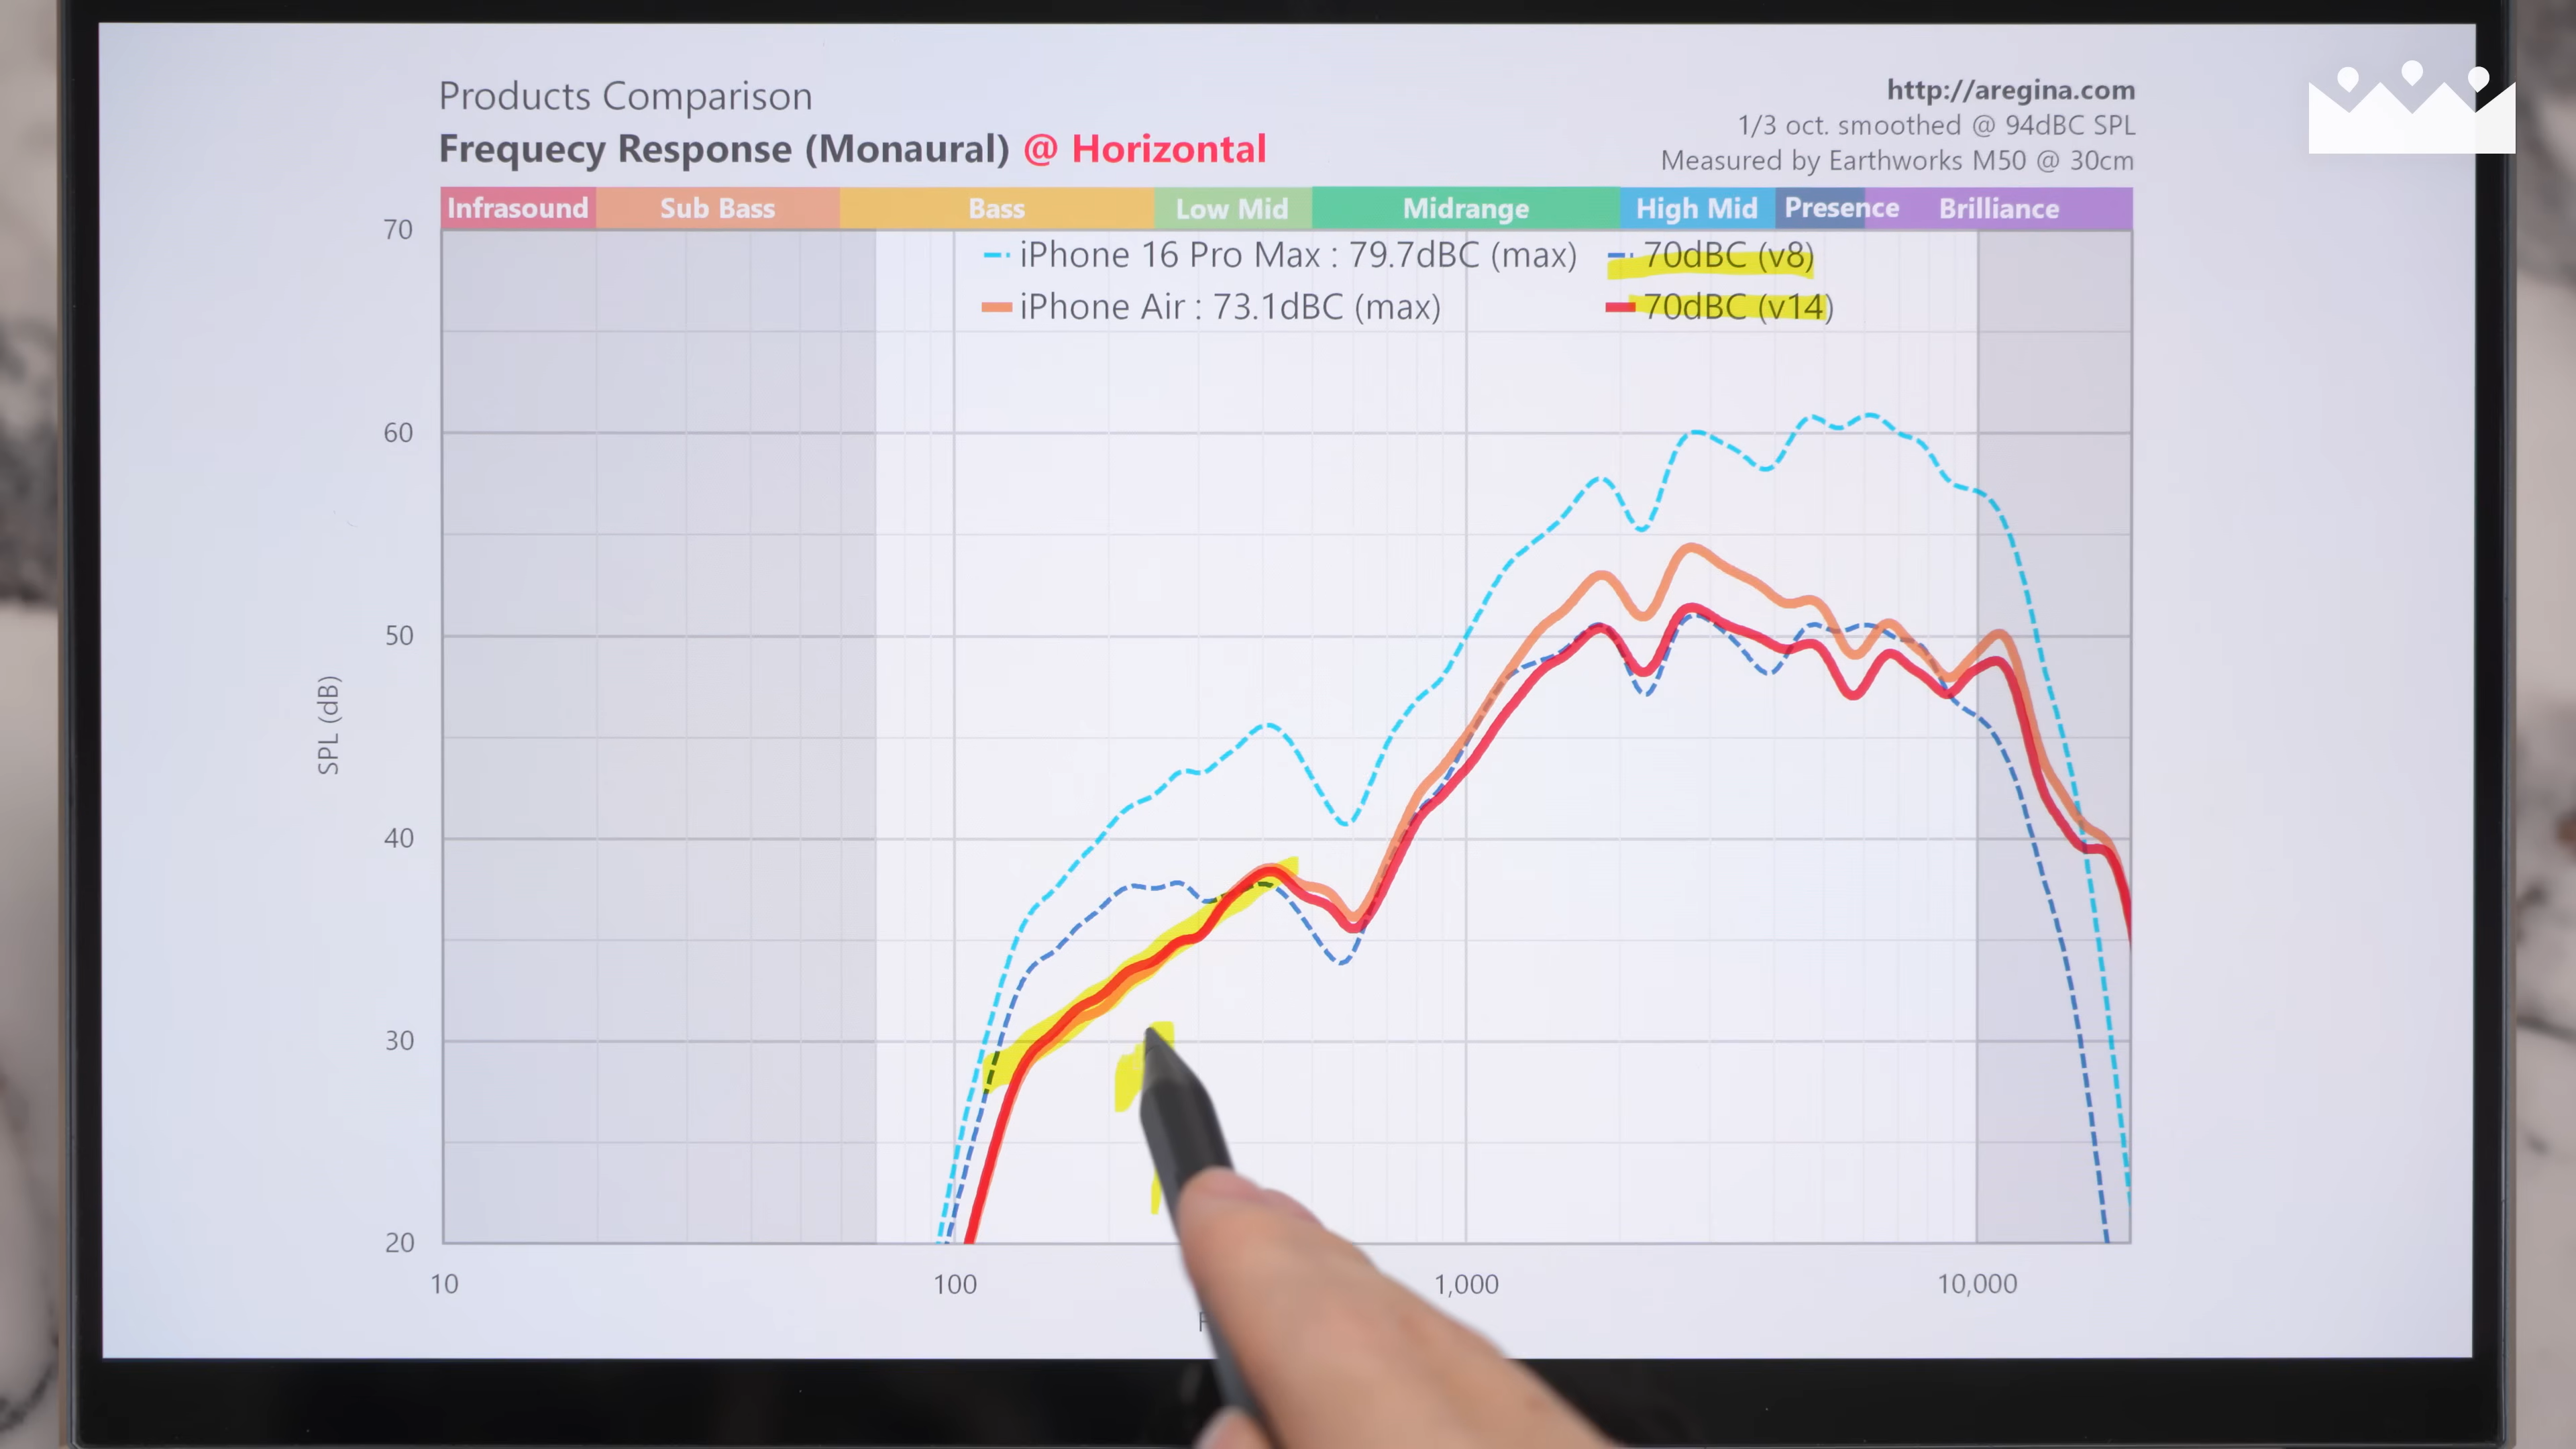 Products Comparison
Frequecy Response (Monaural) @ Horizontal
http://aregina.com
1/3 oct. smoothed @ 94dBC SPL
Measured by Earthworks M50 @ 30cm
Infrasound Sub Bass Bass Low Mid Midrange High Mid Presence Brilliance
iPhone 16 Pro Max : 79.7dBC (max) 70dBC (v8)
iPhone Air : 73.1dBC (max) 70dBC (v14)
70
60
50
40
30
20
SPL (dB)
10 100 1,000 10,000